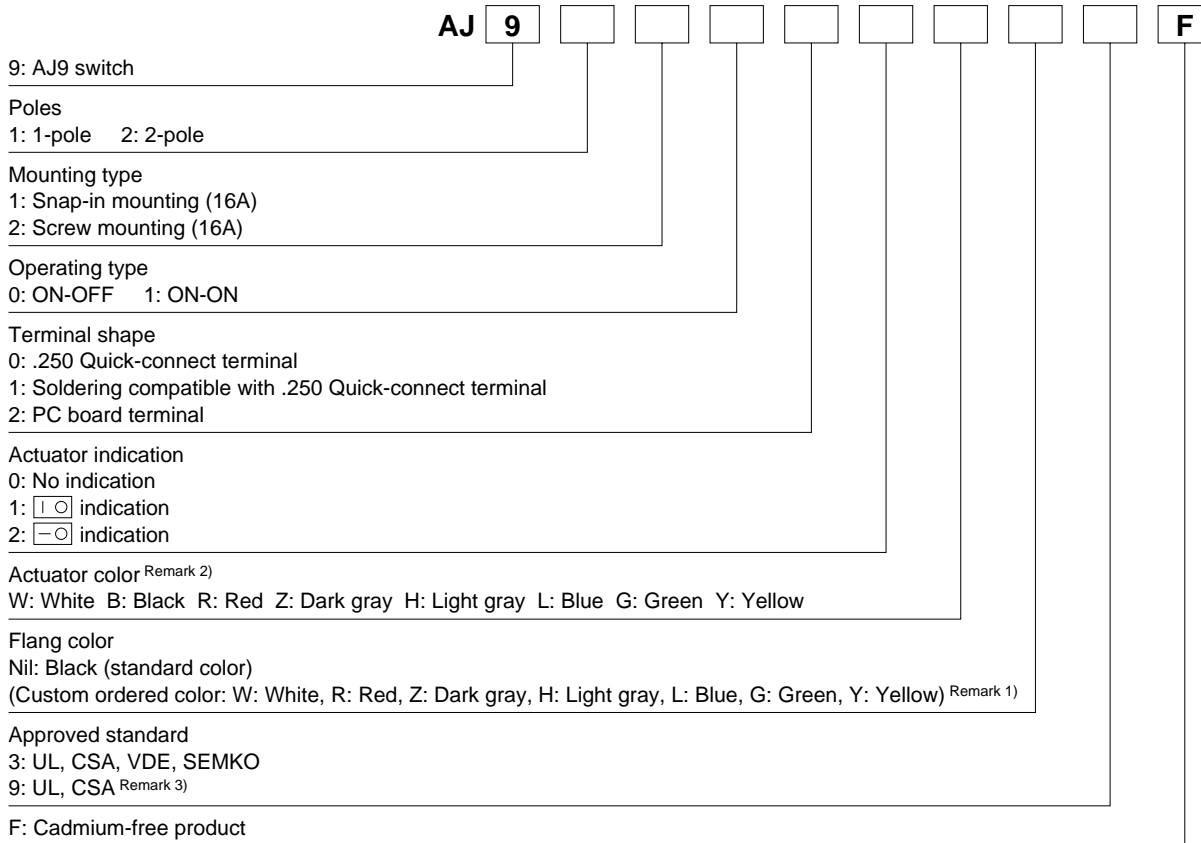 AJ 9 F
9: AJ9 switch
Poles
1: 1-pole 2: 2-pole
Mounting type
1: Snap-in mounting (16A)
2: Screw mounting (16A)
Operating type
0: ON-OFF 1: ON-ON
Terminal shape
0: .250 Quick-connect terminal
1: Soldering compatible with .250 Quick-connect terminal
2: PC board terminal
Actuator indication
0: No indication
1: | ○ indication
2: — ○ indication
Actuator color Remark 2)
W: White B: Black R: Red Z: Dark gray H: Light gray L: Blue G: Green Y: Yellow
Flang color
Nil: Black (standard color)
(Custom ordered color: W: White, R: Red, Z: Dark gray, H: Light gray, L: Blue, G: Green, Y: Yellow) Remark 1)
Approved standard
3: UL, CSA, VDE, SEMKO
9: UL, CSA Remark 3)
F: Cadmium-free product